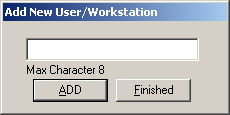 Add New User/Workstation
Max Character 8
ADD
Finished